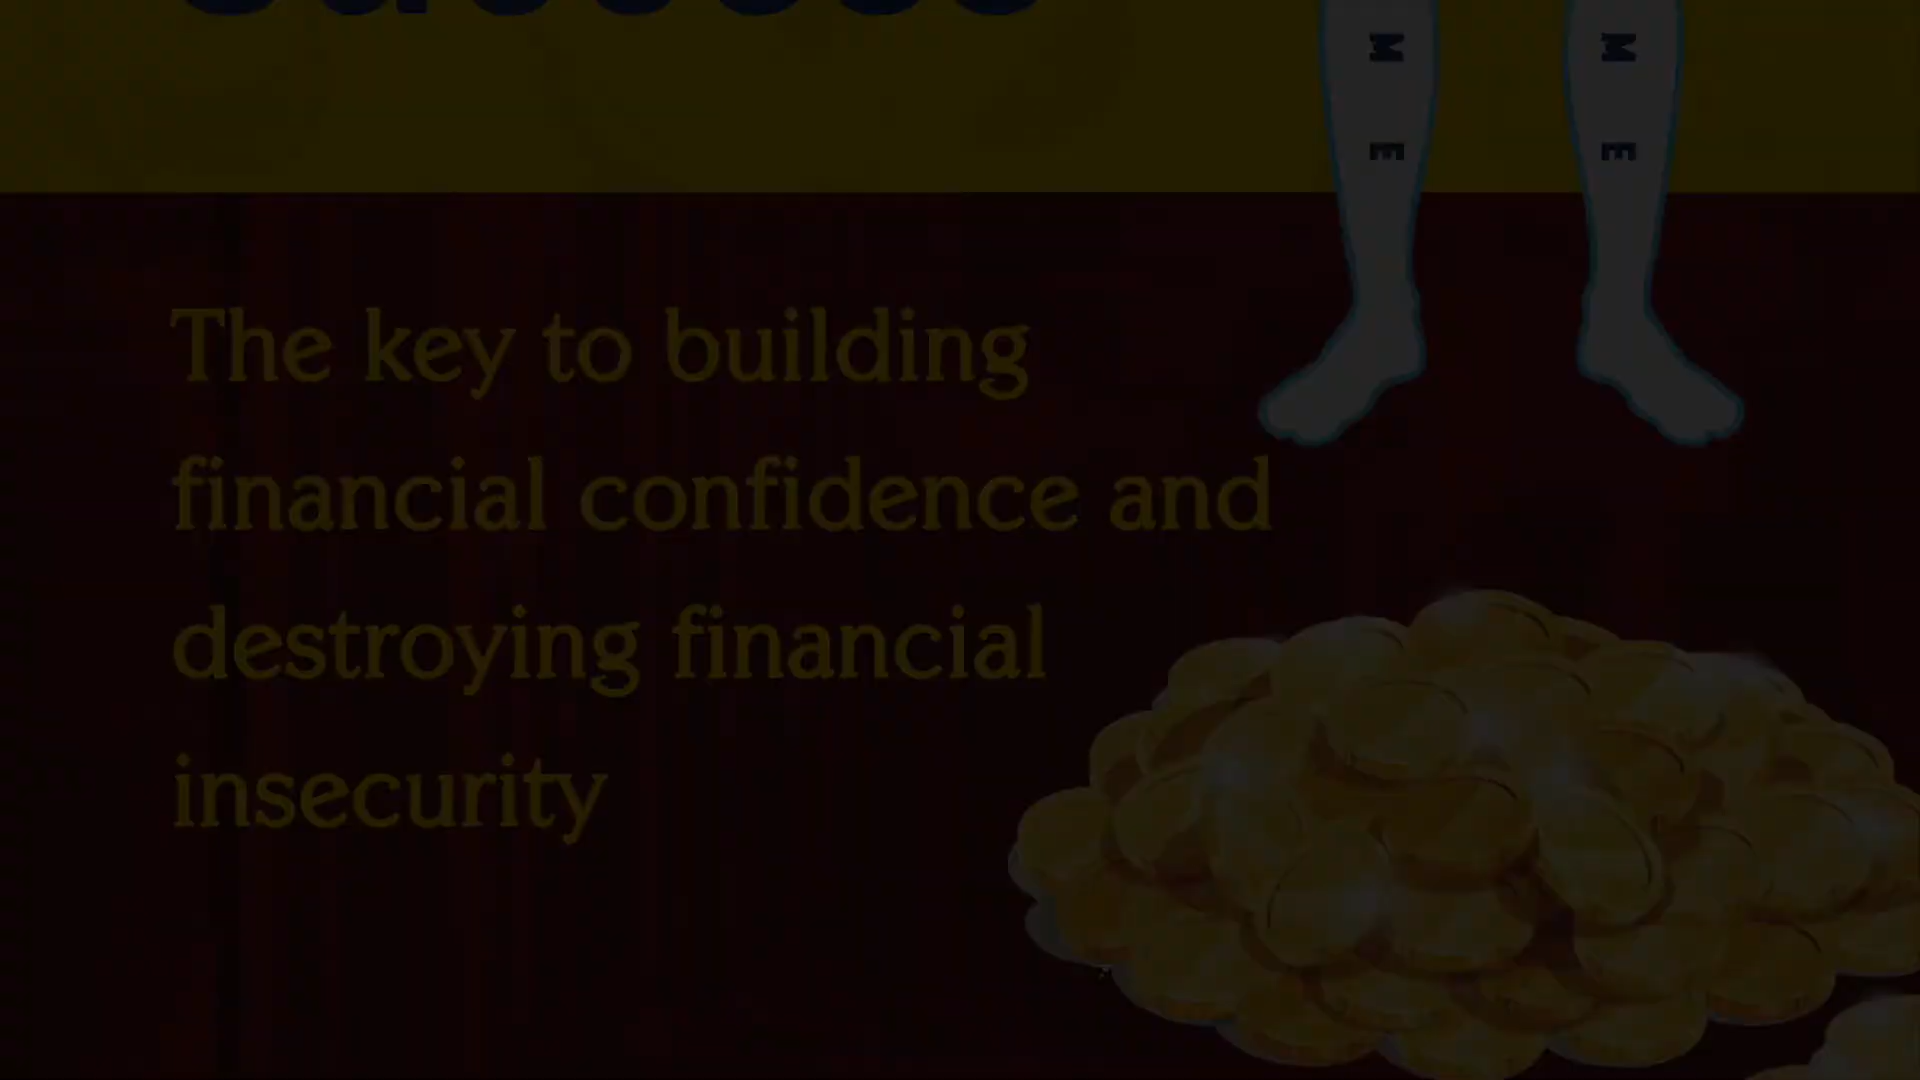 M M
E E
The key to building
financial confidence and
destroying financial
insecurity